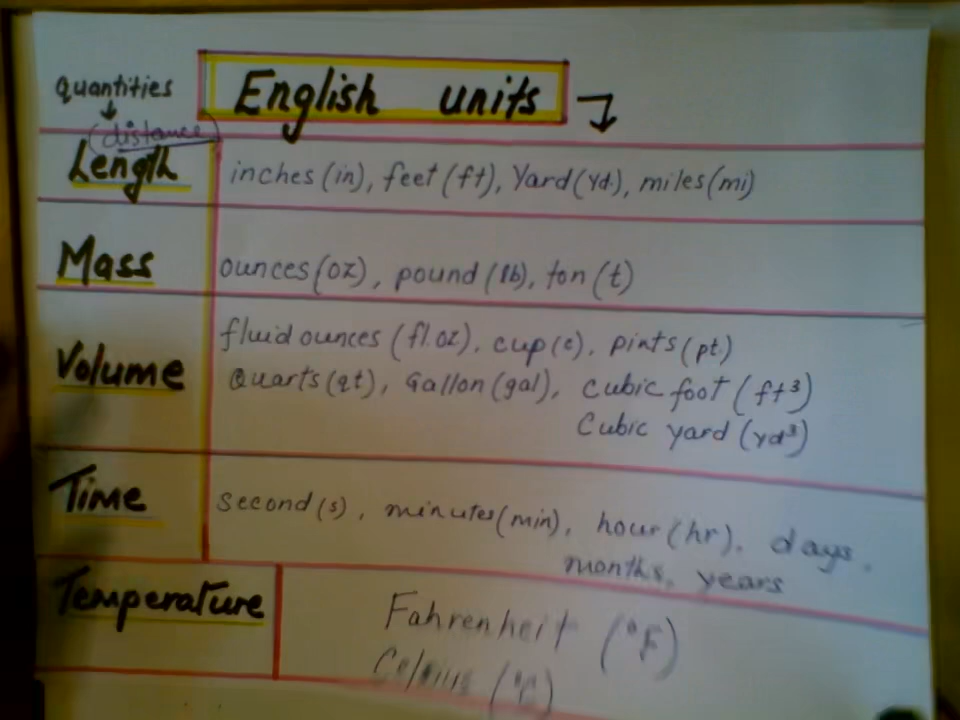 quantities
English units
(distance)
Length
inches (in), feet (ft), Yard (yd.), miles (mi)
Mass
ounces (oz), pound (lb), ton (t)
Volume
fluid ounces (fl.oz), cup (c), pints (pt.)
Quarts (qt), Gallon (gal), cubic foot (ft³)
Cubic yard (yd³)
Time
second (s), minutes (min), hour (hr), days,
months, years
Temperature
Fahrenheit (°F)
Celsius (°C)